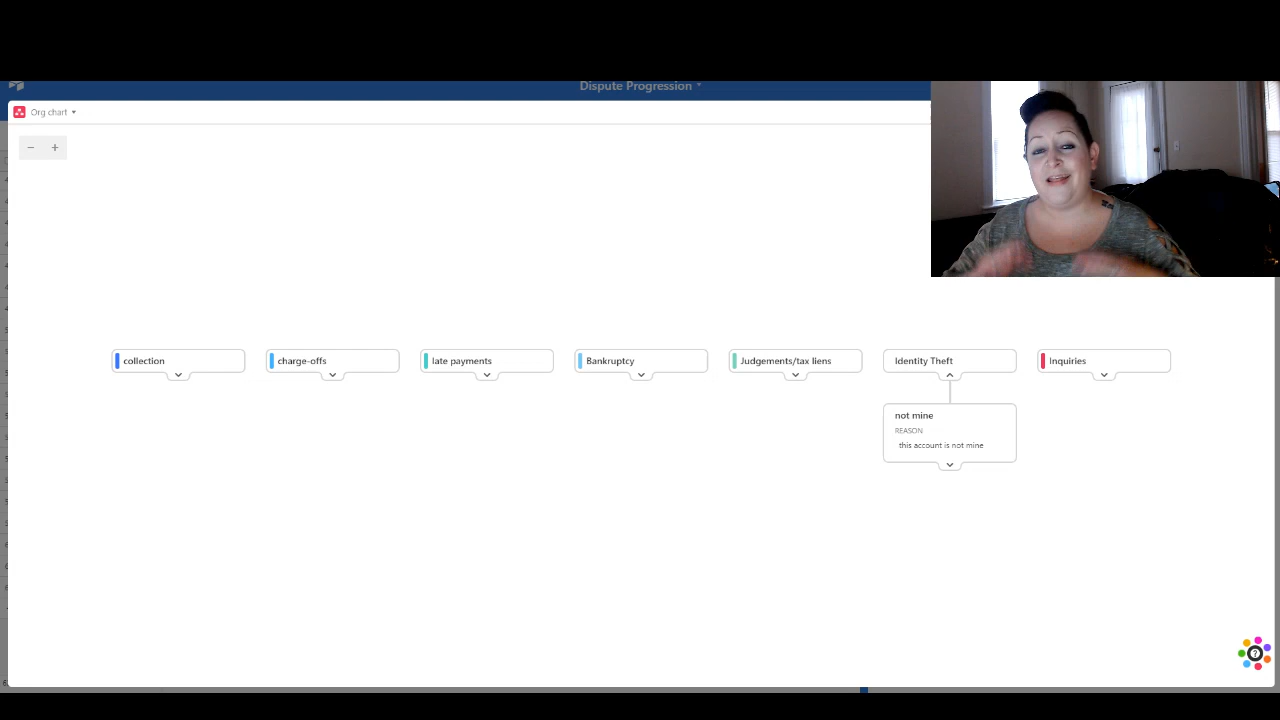 Dispute Progression
Org chart
collection
charge-offs
late payments
Bankruptcy
Judgements/tax liens
Identity Theft
Inquiries
not mine
REASON
this account is not mine